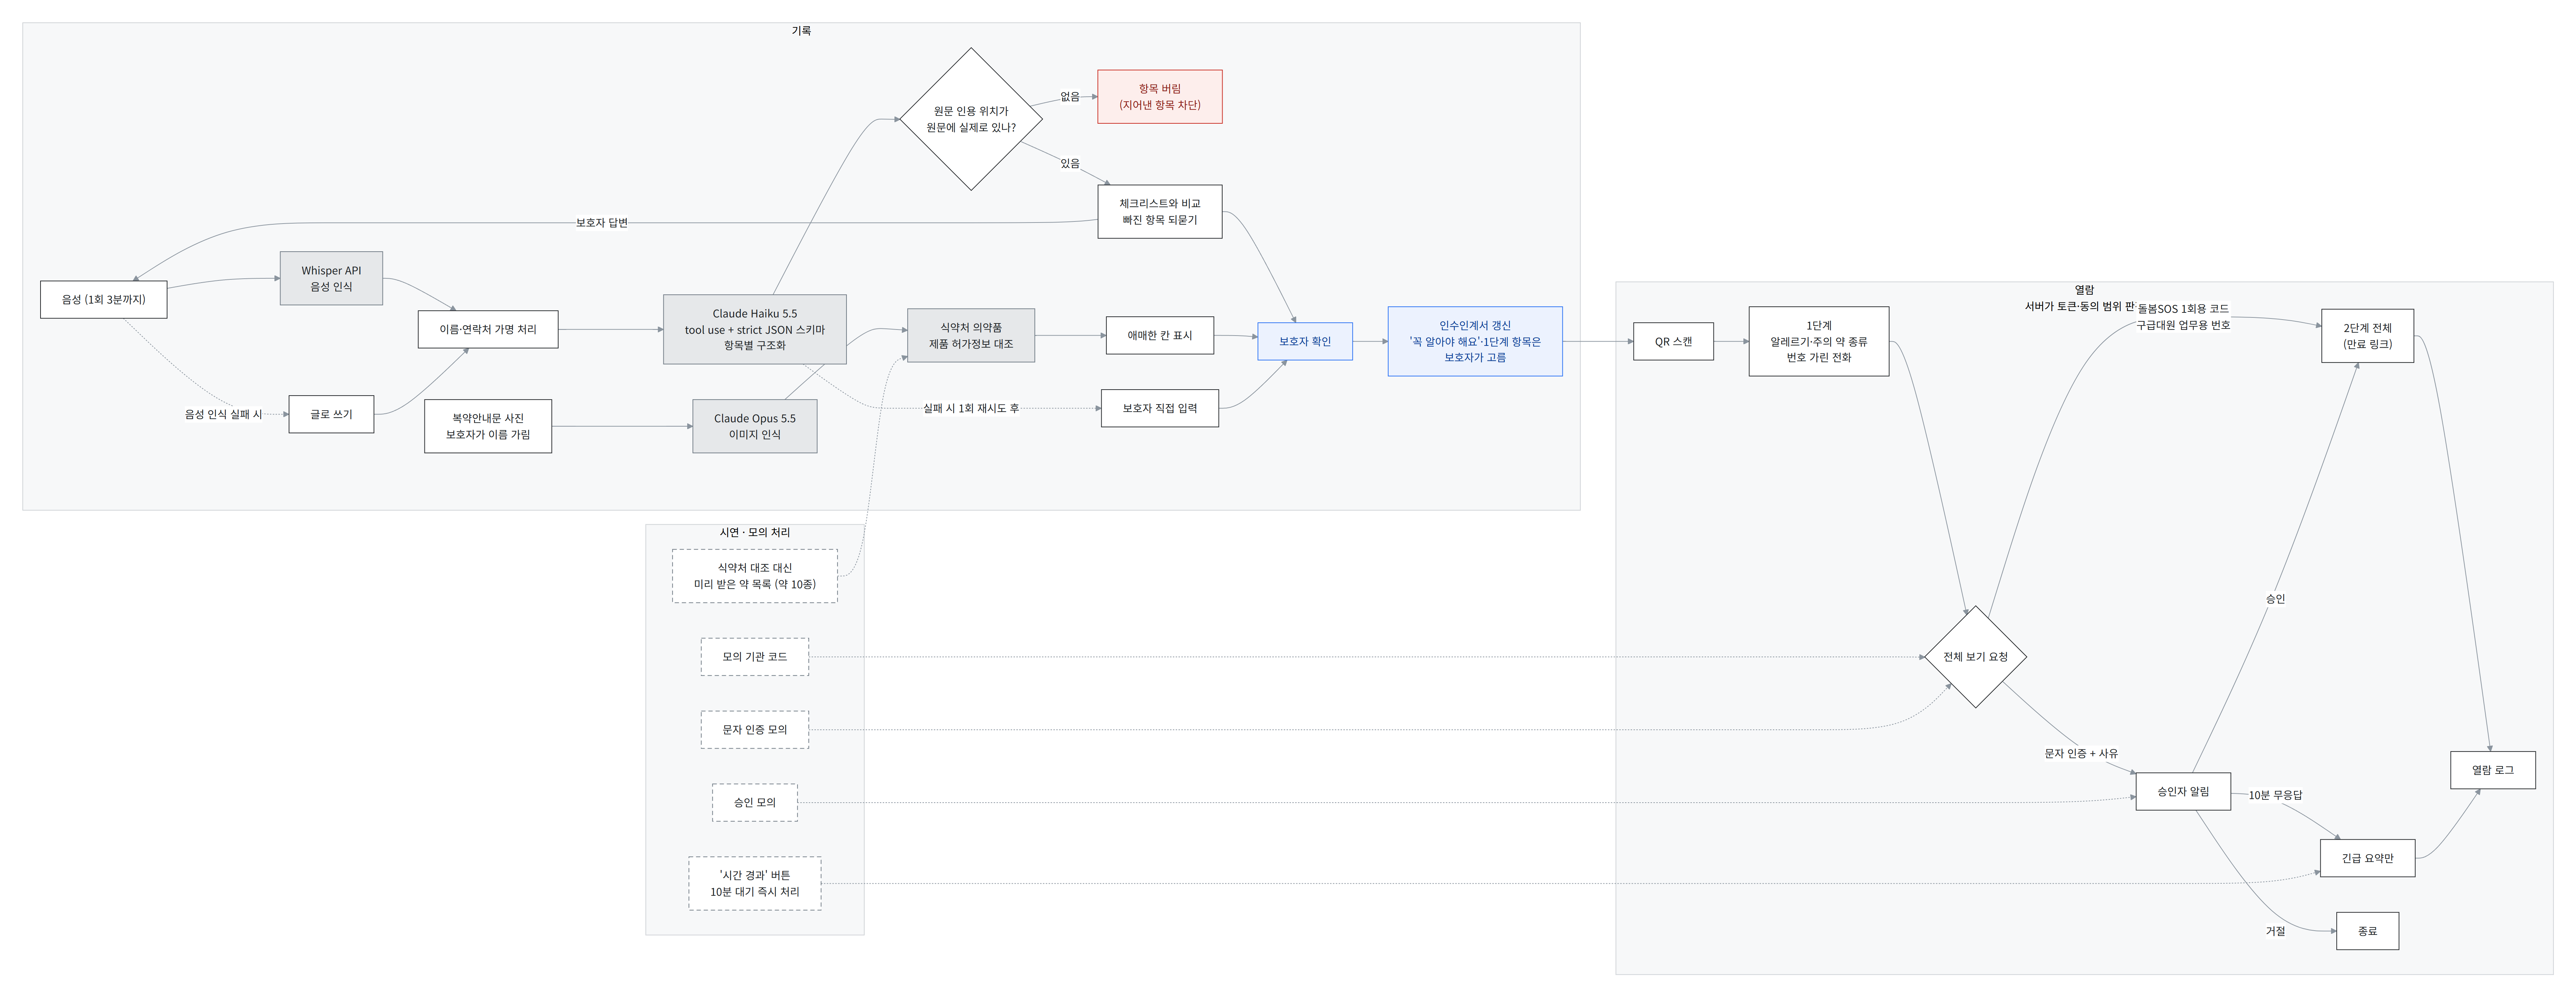 기록
원문 인용 위치가
원문에 실제로 있나?
없음
항목 버림
(지어낸 항목 차단)
있음
체크리스트와 비교
빠진 항목 되묻기
보호자 답변
음성 (1회 3분까지)
Whisper API
음성 인식
음성 인식 실패 시
글로 쓰기
이름·연락처 가명 처리
복약안내문 사진
보호자가 이름 가림
Claude Haiku 5.5
tool use + strict JSON 스키마
항목별 구조화
Claude Opus 5.5
이미지 인식
식약처 의약품
제품 허가정보 대조
실패 시 1회 재시도 후
애매한 칸 표시
보호자 직접 입력
보호자 확인
인수인계서 갱신
'꼭 알아야 해요'·1단계 항목은
보호자가 고름
시연 · 모의 처리
식약처 대조 대신
미리 받은 약 목록 (약 10종)
모의 기관 코드
문자 인증 모의
승인 모의
'시간 경과' 버튼
10분 대기 즉시 처리
열람
서버가 토큰·동의 범위 판
QR 스캔
1단계
알레르기·주의 약 종류
번호 가린 전화
돌봄SOS 1회용 코드
구급대원 업무용 번호
2단계 전체
(만료 링크)
전체 보기 요청
승인
문자 인증 + 사유
승인자 알림
10분 무응답
열람 로그
긴급 요약만
거절
종료